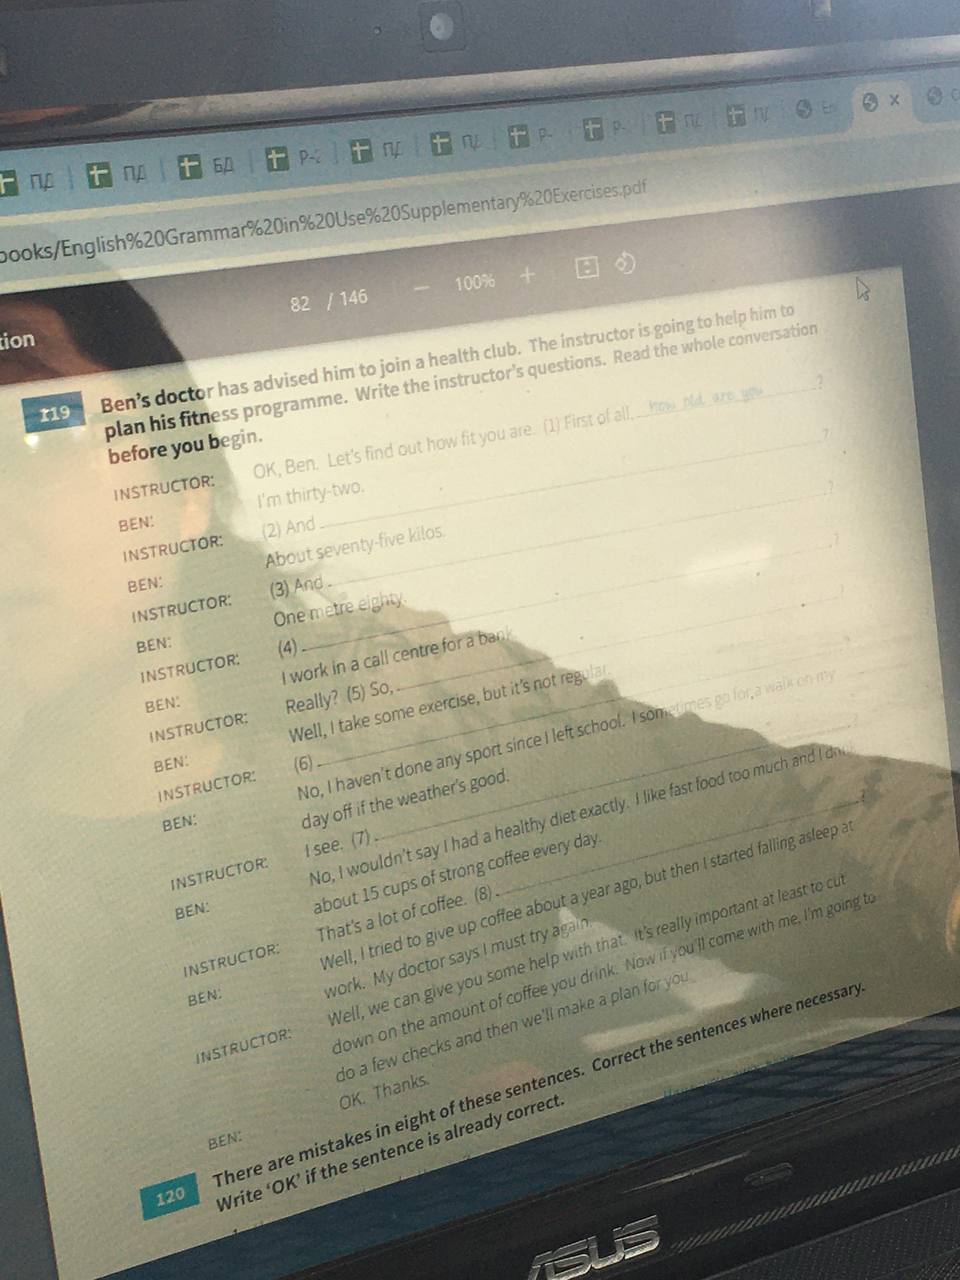 ПД ПД БД Р-2 ПД ПД Р- Р- ПД ПД En
books/English%20Grammar%20in%20Use%20Supplementary%20Exercises.pdf
tion
82 / 146 — 100% +
119 Ben's doctor has advised him to join a health club. The instructor is going to help him to
plan his fitness programme. Write the instructor's questions. Read the whole conversation
before you begin.
INSTRUCTOR: OK, Ben. Let's find out how fit you are. (1) First of all, how old are you ?
BEN: I'm thirty-two.
INSTRUCTOR: (2) And ?
BEN: About seventy-five kilos.
INSTRUCTOR: (3) And ?
BEN: One metre eighty.
INSTRUCTOR: (4) ?
BEN: I work in a call centre for a bank.
INSTRUCTOR: Really? (5) So, ?
BEN: Well, I take some exercise, but it's not regular.
INSTRUCTOR: (6)
BEN: No, I haven't done any sport since I left school. I sometimes go for a walk on my
day off if the weather's good.
INSTRUCTOR: I see. (7) ?
BEN: No, I wouldn't say I had a healthy diet exactly. I like fast food too much and I drink
about 15 cups of strong coffee every day.
INSTRUCTOR: That's a lot of coffee. (8) ?
BEN: Well, I tried to give up coffee about a year ago, but then I started falling asleep at
work. My doctor says I must try again.
INSTRUCTOR: Well, we can give you some help with that. It's really important at least to cut
down on the amount of coffee you drink. Now if you'll come with me, I'm going to
do a few checks and then we'll make a plan for you.
BEN: OK. Thanks.
120 There are mistakes in eight of these sentences. Correct the sentences where necessary.
Write 'OK' if the sentence is already correct.
ASUS